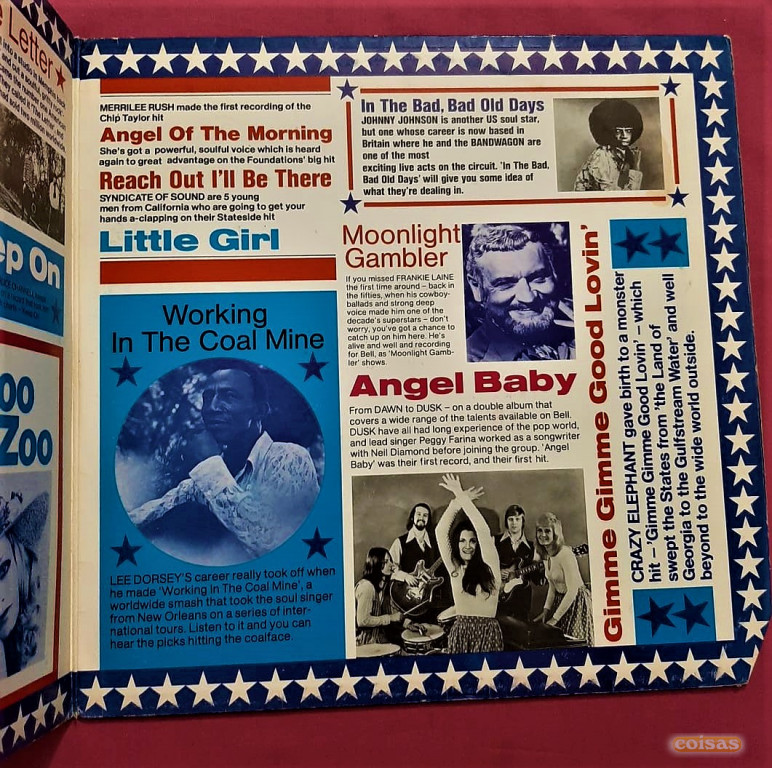 e Letter
ep On
oo
Zoo
MERRILEE RUSH made the first recording of the
Chip Taylor hit
Angel Of The Morning
She's got a powerful, soulful voice which is heard
again to great advantage on the Foundations' big hit
Reach Out I'll Be There
SYNDICATE OF SOUND are 5 young
men from California who are going to get your
hands a-clapping on their Stateside hit
Little Girl
Working
In The Coal Mine
LEE DORSEY'S career really took off when
he made 'Working In The Coal Mine', a
worldwide smash that took the soul singer
from New Orleans on a series of inter-
national tours. Listen to it and you can
hear the picks hitting the coalface.
In The Bad, Bad Old Days
JOHNNY JOHNSON is another US soul star,
but one whose career is now based in
Britain where he and the BANDWAGON are
one of the most
exciting live acts on the circuit. 'In The Bad,
Bad Old Days' will give you some idea of
what they're dealing in.
Moonlight
Gambler
If you missed FRANKIE LAINE
the first time around – back in
the fifties, when his cowboy-
ballads and strong deep
voice made him one of the
decade's superstars – don't
worry, you've got a chance to
catch up on him here. He's
alive and well and recording
for Bell, as 'Moonlight Gamb-
ler' shows.
Angel Baby
From DAWN to DUSK – on a double album that
covers a wide range of the talents available on Bell.
DUSK have all had long experience of the pop world,
and lead singer Peggy Farina worked as a songwriter
with Neil Diamond before joining the group. 'Angel
Baby' was their first record, and their first hit.
Gimme Gimme Good Lovin'
CRAZY ELEPHANT gave birth to a monster
hit – 'Gimme Gimme Good Lovin' – which
swept the States from 'the Land of
Georgia to the Gulfstream Water' and well
beyond to the wide world outside.
coisas